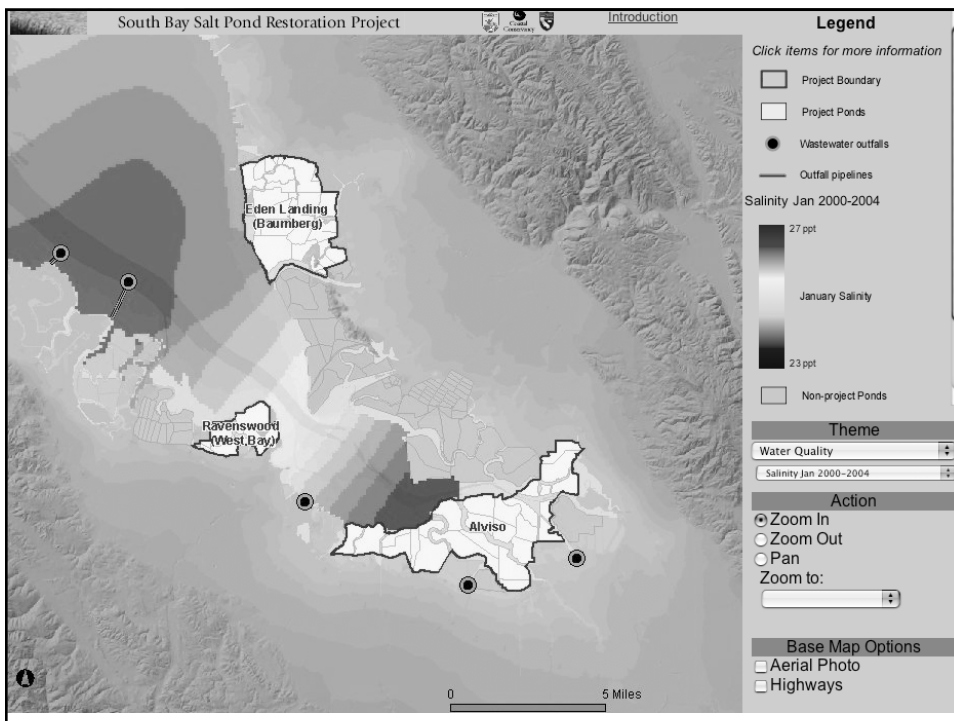 South Bay Salt Pond Restoration Project
Coastal
Conservancy
Introduction
Eden Landing
(Baumberg)
Ravenswood
(West Bay)
Alviso
0 5 Miles
Legend
Click items for more information
Project Boundary
Project Ponds
Wastewater outfalls
Outfall pipelines
Salinity Jan 2000-2004
27 ppt
January Salinity
23 ppt
Non-project Ponds
Theme
Water Quality
Salinity Jan 2000-2004
Action
Zoom In
Zoom Out
Pan
Zoom to:
Base Map Options
Aerial Photo
Highways